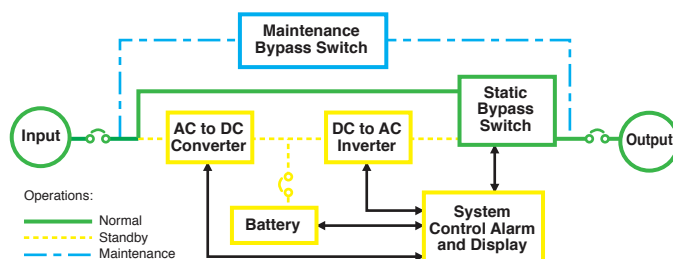 Maintenance
Bypass Switch
Static
Bypass
Switch
Input
AC to DC
Converter
DC to AC
Inverter
Output
Operations:
Normal
Standby
Maintenance
Battery
System
Control Alarm
and Display